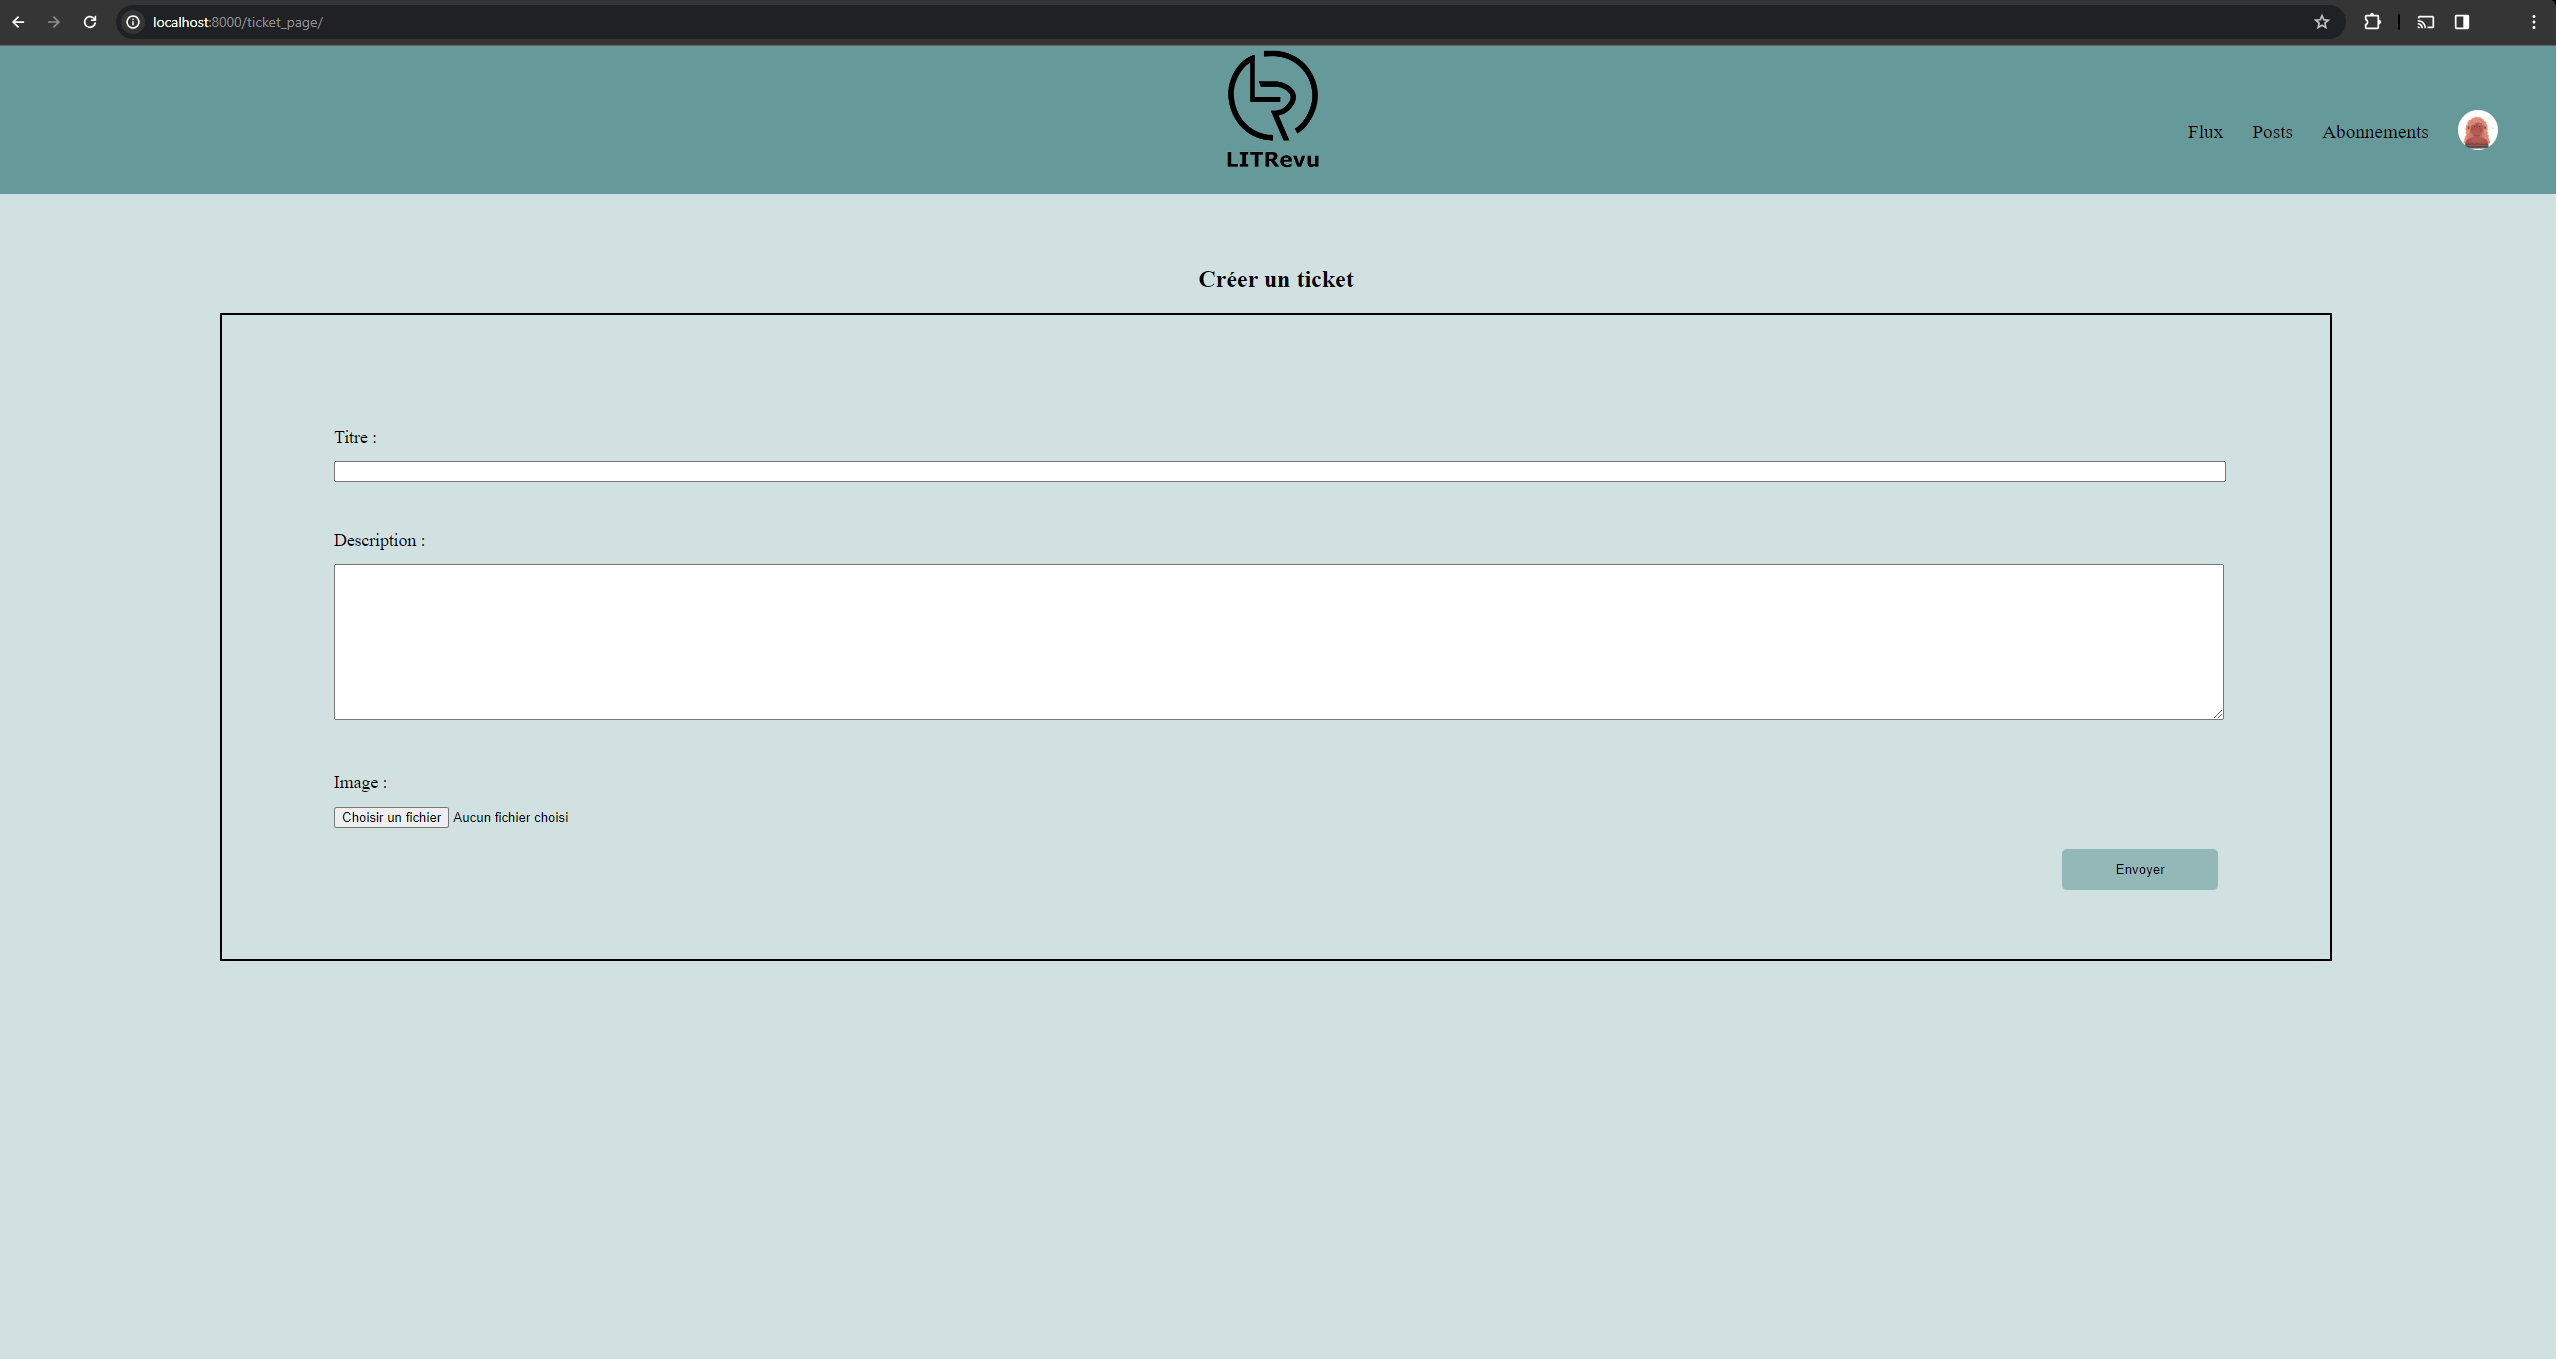 localhost:8000/ticket_page/
LR
LITRevu
Flux Posts Abonnements
Créer un ticket
Titre :
Description :
Image :
Choisir un fichier Aucun fichier choisi
Envoyer